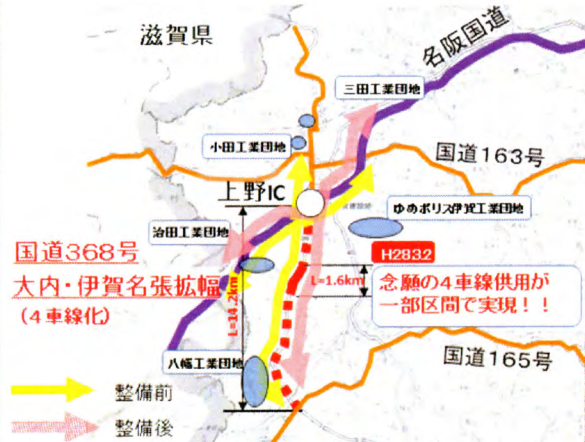 滋賀県
名阪国道
三田工業団地
小田工業団地
国道163号
上野IC
ゆめポリス伊賀工業団地
治田工業団地
H28.3.2
国道368号
大内・伊賀名張拡幅
(4車線化)
L=14.2km
L=1.6km
念願の4車線供用が
一部区間で実現!!
八幡工業団地
国道165号
整備前
整備後